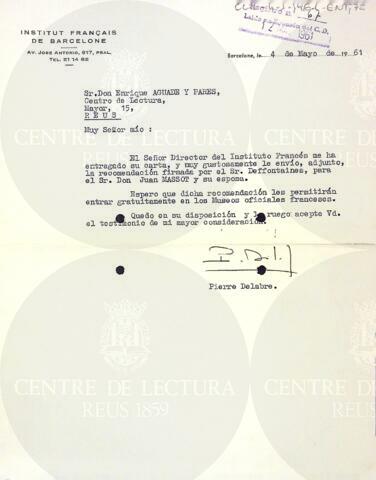 INSTITUT FRANÇAIS
DE BARCELONE
AV. JOSE ANTONIO, 617, PRAL.
TEL. 21 14 82
Barcelone, le 4 de Mayo de 1961
Sr.Don Enrique AGUADE Y PARES,
Centro de Lectura,
Mayor, 15,
REUS
Muy Señor mío :
El Señor Director del Instituto Francés me ha
entregado su carta, y muy gustosamente le envío, adjunto,
la recomendación firmada por el Sr. Deffontaines, para
el Sr. Don Juan MASSOT y su esposa.
Espero que dicha recomendación les permitirá
entrar gratuitamente en los Museos oficiales franceses.
Quedo en su disposición y le ruego acepte Vd.
el testimonio de mi mayor consideración.
Pierre Delabre.
CENTRE DE LECTURA
REUS 1859
CENTRE DE LECTURA
REUS 1859